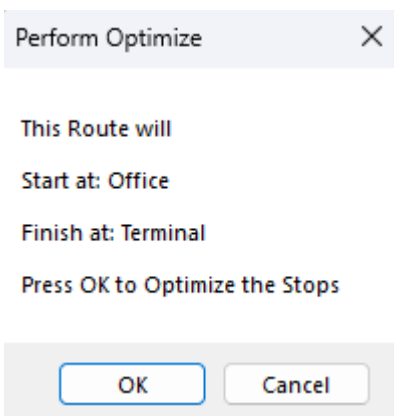 Perform Optimize
This Route will
Start at: Office
Finish at: Terminal
Press OK to Optimize the Stops
OK
Cancel